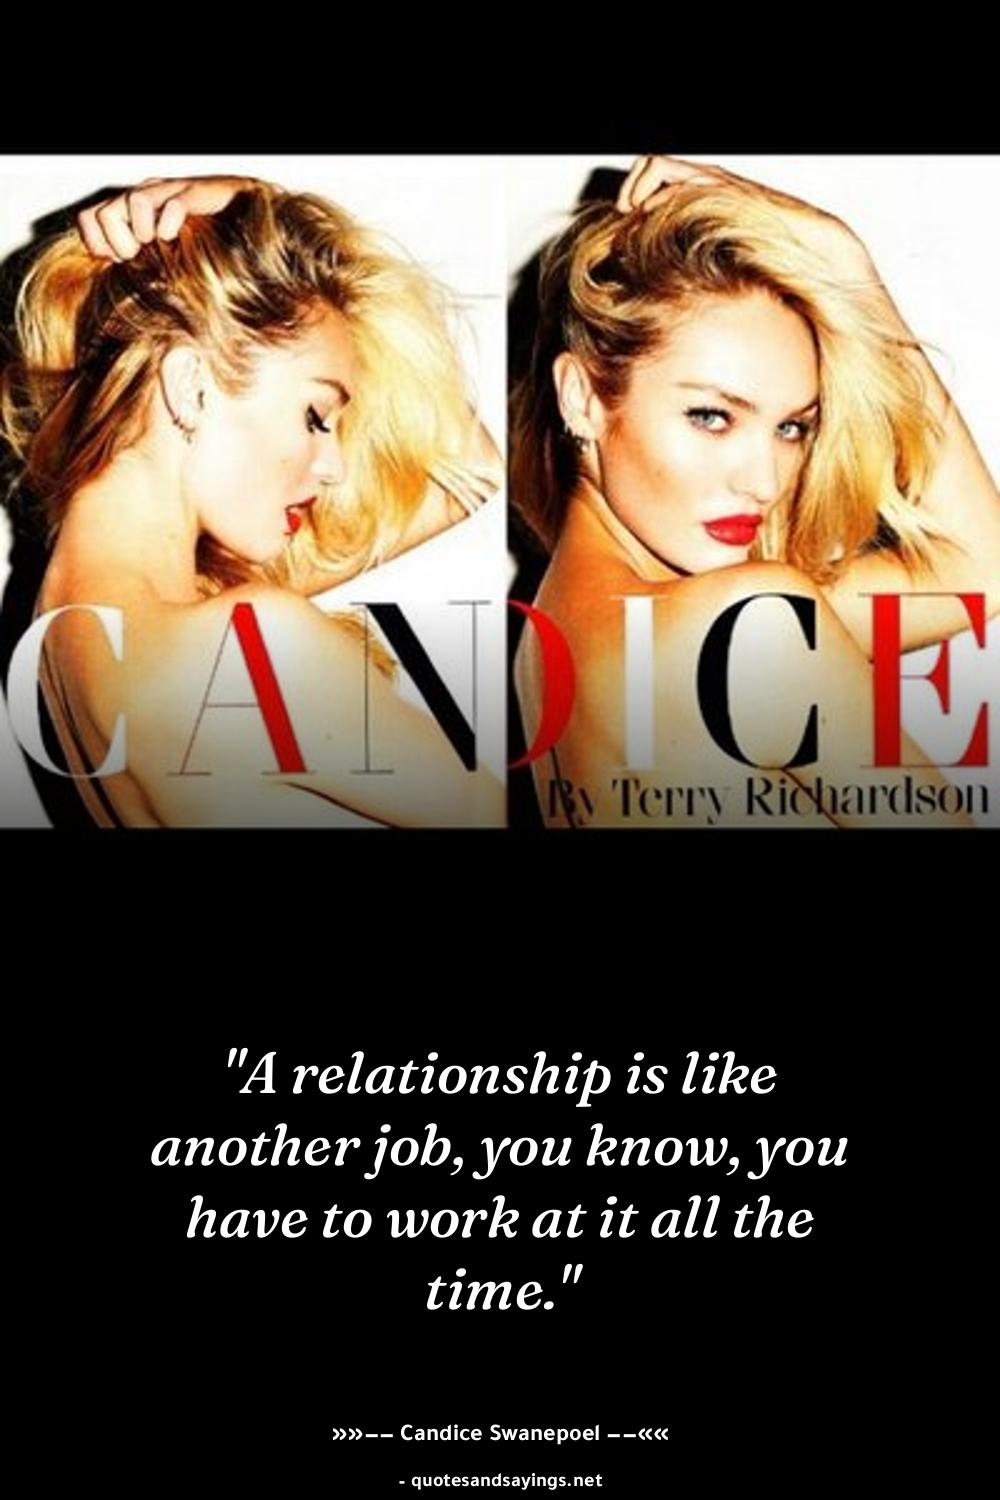 CANDICE
By Terry Richardson
"A relationship is like
another job, you know, you
have to work at it all the
time."
»»−− Candice Swanepoel −−««
- quotesandsayings.net